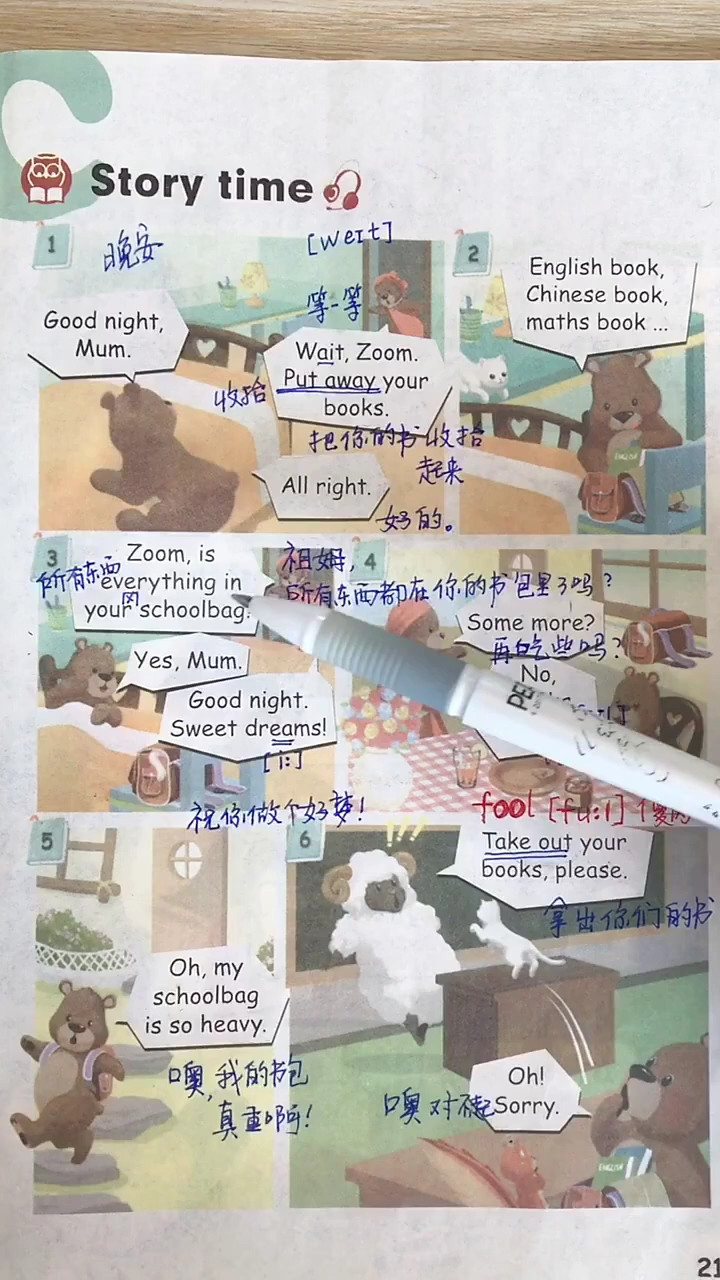 Story time
1
晚安
[weɪt]
等一等
Good night,
Mum.
Wait, Zoom.
Put away your
books.
收拾
把你的书收拾
起来
All right.
好的。
2
English book,
Chinese book,
maths book ...
ENGLISH
3
所有东西
Zoom, is
everything in
your schoolbag?
祖姆,
所有东西都在你的书包里了吗?
Yes, Mum.
Good night.
Sweet dreams!
[i:]
祝你做个好梦!
4
Some more?
再吃些吗?
No,
fool [fu:l]
5
Oh, my
schoolbag
is so heavy.
噢,我的书包
真重啊!
6
!!!
Take out your
books, please.
拿出你们的书
Oh!
Sorry.
噢 对不起
ENGLISH
21